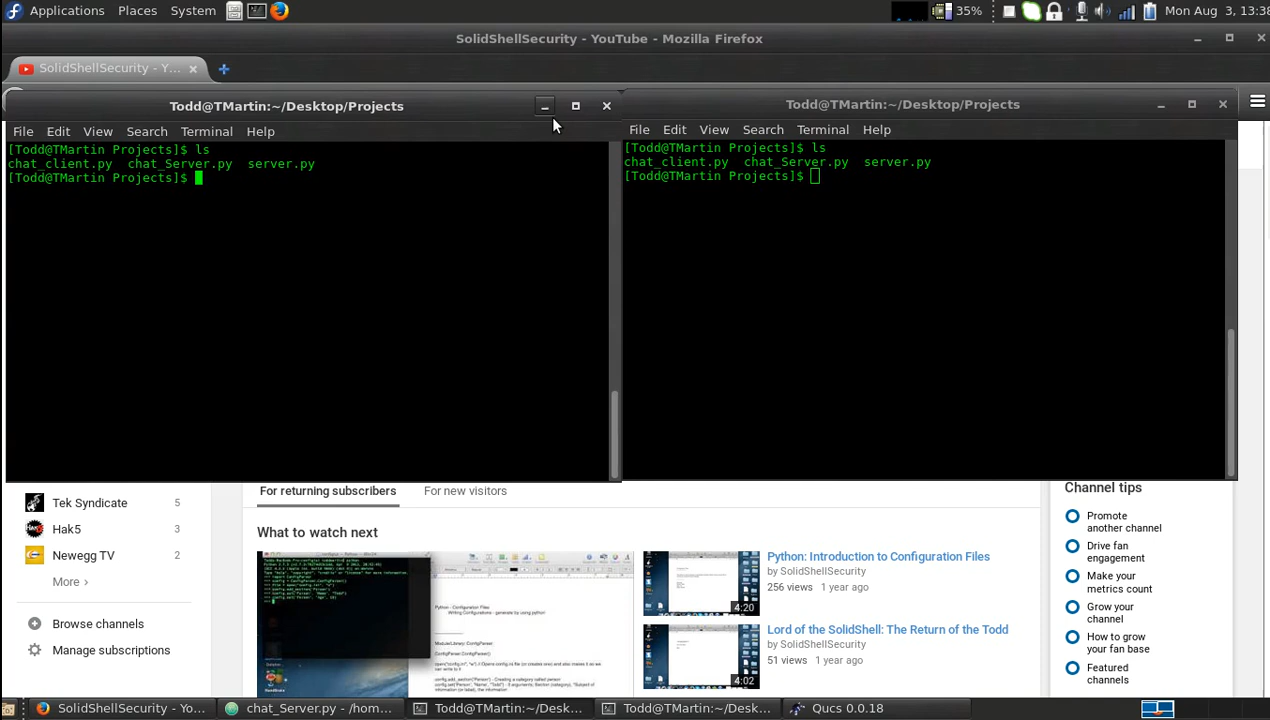 Applications Places System
35%
Mon Aug 3, 13:38
SolidShellSecurity - YouTube - Mozilla Firefox
SolidShellSecurity - Y...
Todd@TMartin:~/Desktop/Projects
File Edit View Search Terminal Help
[Todd@TMartin Projects]$ ls
chat_client.py chat_Server.py server.py
[Todd@TMartin Projects]$
Todd@TMartin:~/Desktop/Projects
File Edit View Search Terminal Help
[Todd@TMartin Projects]$ ls
chat_client.py chat_Server.py server.py
[Todd@TMartin Projects]$
Tek Syndicate 5
Hak5 3
Newegg TV 2
More ›
Browse channels
Manage subscriptions
For returning subscribers For new visitors
What to watch next
Python - Configuration Files
Python: Introduction to Configuration Files
by SolidShellSecurity
256 views 1 year ago
4:20
Lord of the SolidShell: The Return of the Todd
by SolidShellSecurity
51 views 1 year ago
4:02
Channel tips
Promote
another channel
Drive fan
engagement
Make your
metrics count
Grow your
channel
How to grow
your fan base
Featured
channels
SolidShellSecurity - Yo...
chat_Server.py - /hom...
Todd@TMartin:~/Desk...
Todd@TMartin:~/Desk...
Qucs 0.0.18